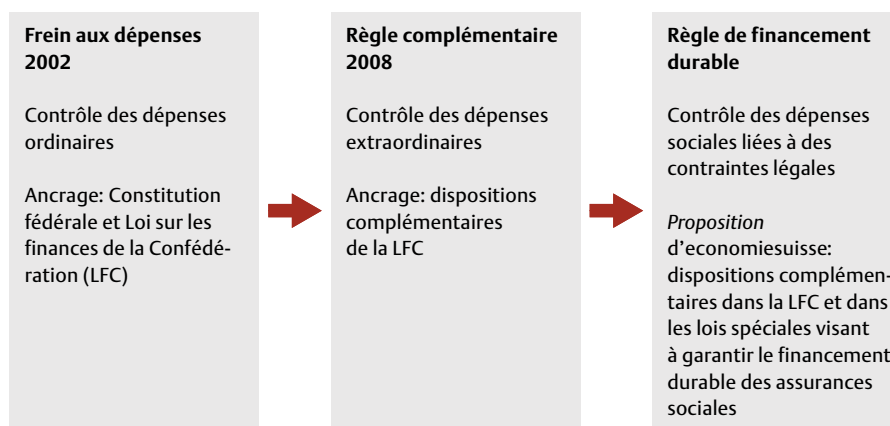 Frein aux dépenses
2002
Contrôle des dépenses
ordinaires
Ancrage: Constitution
fédérale et Loi sur les
finances de la Confédé-
ration (LFC)
Règle complémentaire
2008
Contrôle des dépenses
extraordinaires
Ancrage: dispositions
complémentaires
de la LFC
Règle de financement
durable
Contrôle des dépenses
sociales liées à des
contraintes légales
Proposition
d'economiesuisse:
dispositions complémen-
taires dans la LFC et dans
les lois spéciales visant
à garantir le financement
durable des assurances
sociales